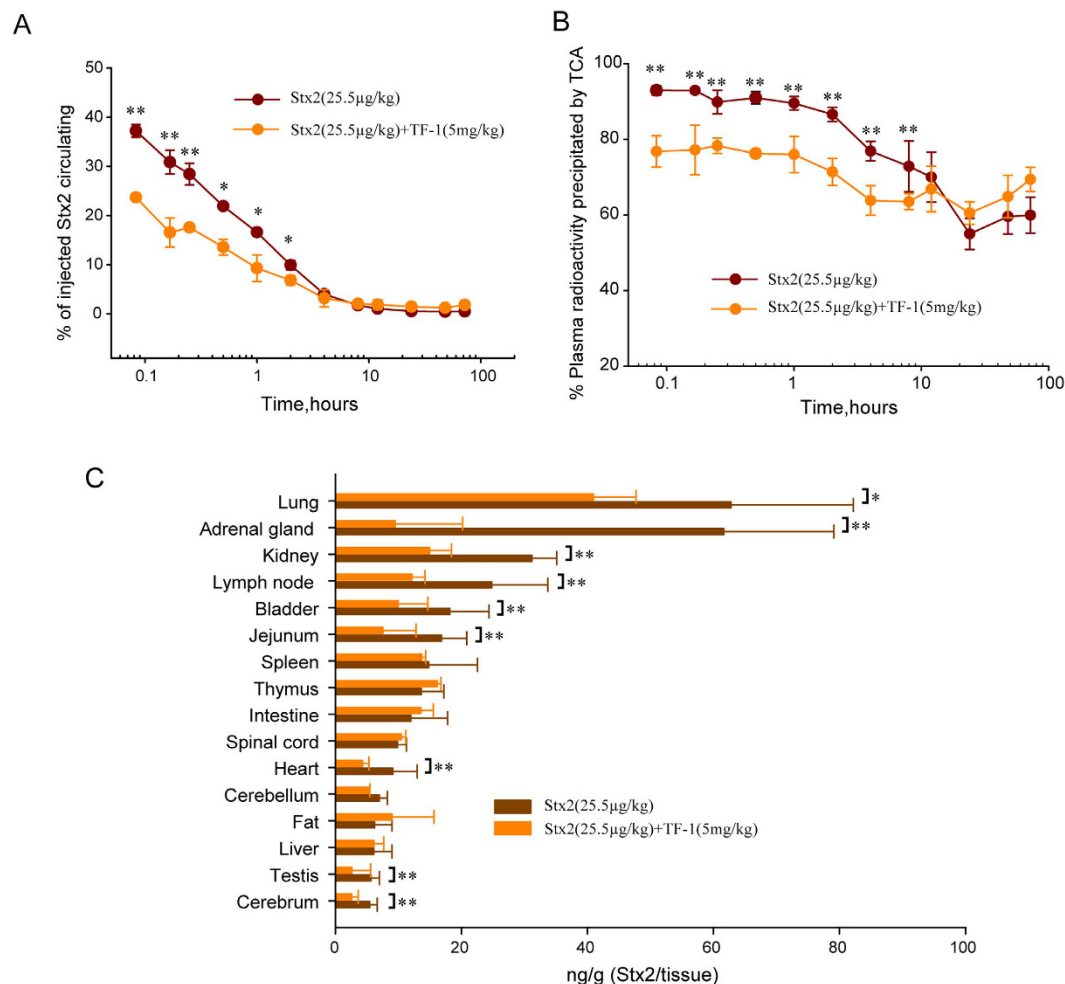 A
% of injected Stx2 circulating
50
40
30
20
10
0
** ** ** * * *
Stx2(25.5µg/kg)
Stx2(25.5µg/kg)+TF-1(5mg/kg)
0.1 1 10 100
Time,hours
B
% Plasma radioactivity precipitated by TCA
100
80
60
40
20
** ** ** ** ** ** ** **
Stx2(25.5µg/kg)
Stx2(25.5µg/kg)+TF-1(5mg/kg)
0.1 1 10 100
Time,hours
C
Lung *
Adrenal gland **
Kidney **
Lymph node **
Bladder **
Jejunum **
Spleen
Thymus
Intestine
Spinal cord
Heart **
Cerebellum
Fat
Liver
Testis **
Cerebrum **
Stx2(25.5µg/kg)
Stx2(25.5µg/kg)+TF-1(5mg/kg)
0 20 40 60 80 100
ng/g (Stx2/tissue)